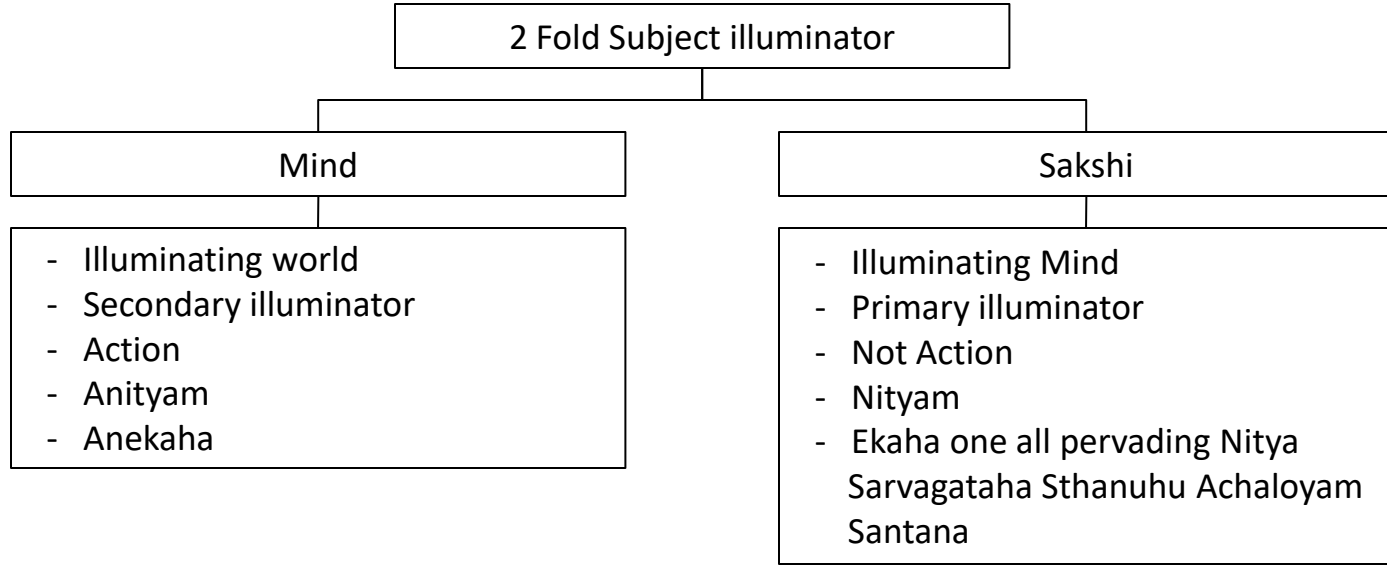 2 Fold Subject illuminator
Mind
- Illuminating world
- Secondary illuminator
- Action
- Anityam
- Anekaha
Sakshi
- Illuminating Mind
- Primary illuminator
- Not Action
- Nityam
- Ekaha one all pervading Nitya
Sarvagataha Sthanuhu Achaloyam
Santana